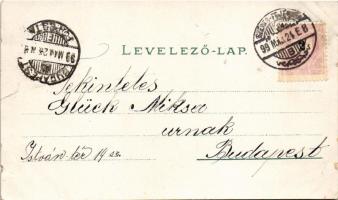 LEVELEZŐ-LAP.
Tekintetes
Glück Miksa
urnak
Budapest
István-tér 14 sz.